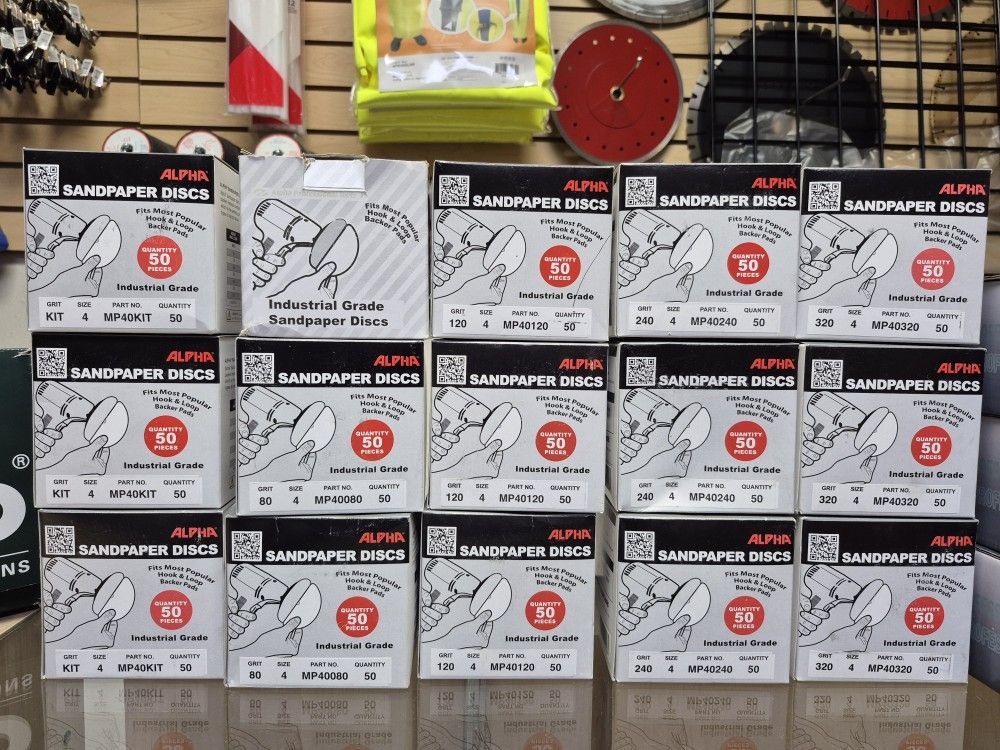 ALPHA
SANDPAPER DISCS
Fits Most Popular
Hook & Loop
Backer Pads
QUANTITY
50
PIECES
Industrial Grade
GRIT SIZE PART NO. QUANTITY
KIT 4 MP40KIT 50
Fits Most Popular
Hook & Loop
Backer Pads
Industrial Grade
Sandpaper Discs
ALPHA
SANDPAPER DISCS
Fits Most Popular
Hook & Loop
Backer Pads
QUANTITY
50
PIECES
Industrial Grade
GRIT SIZE PART NO. QUANTITY
120 4 MP40120 50
ALPHA
SANDPAPER DISCS
Fits Most Popular
Hook & Loop
Backer Pads
QUANTITY
50
PIECES
Industrial Grade
GRIT SIZE PART NO. QUANTITY
240 4 MP40240 50
ALPHA
SANDPAPER DISCS
Fits Most Popular
Hook & Loop
Backer Pads
QUANTITY
50
PIECES
Industrial Grade
GRIT SIZE PART NO. QUANTITY
320 4 MP40320 50
ALPHA
SANDPAPER DISCS
Fits Most Popular
Hook & Loop
Backer Pads
QUANTITY
50
PIECES
Industrial Grade
GRIT SIZE PART NO. QUANTITY
KIT 4 MP40KIT 50
ALPHA
SANDPAPER DISCS
Fits Most Popular
Hook & Loop
Backer Pads
QUANTITY
50
PIECES
Industrial Grade
GRIT SIZE PART NO. QUANTITY
80 4 MP40080 50
ALPHA
SANDPAPER DISCS
Fits Most Popular
Hook & Loop
Backer Pads
QUANTITY
50
PIECES
Industrial Grade
GRIT SIZE PART NO. QUANTITY
120 4 MP40120 50
ALPHA
SANDPAPER DISCS
Fits Most Popular
Hook & Loop
Backer Pads
QUANTITY
50
PIECES
Industrial Grade
GRIT SIZE PART NO. QUANTITY
240 4 MP40240 50
ALPHA
SANDPAPER DISCS
Fits Most Popular
Hook & Loop
Backer Pads
QUANTITY
50
PIECES
Industrial Grade
GRIT SIZE PART NO. QUANTITY
320 4 MP40320 50
®
NS
ALPHA
SANDPAPER DISCS
Fits Most Popular
Hook & Loop
Backer Pads
QUANTITY
50
PIECES
Industrial Grade
GRIT SIZE PART NO. QUANTITY
KIT 4 MP40KIT 50
ALPHA
SANDPAPER DISCS
Fits Most Popular
Hook & Loop
Backer Pads
QUANTITY
50
PIECES
Industrial Grade
GRIT SIZE PART NO. QUANTITY
80 4 MP40080 50
ALPHA
SANDPAPER DISCS
Fits Most Popular
Hook & Loop
Backer Pads
QUANTITY
50
PIECES
Industrial Grade
GRIT SIZE PART NO. QUANTITY
120 4 MP40120 50
ALPHA
SANDPAPER DISCS
Fits Most Popular
Hook & Loop
Backer Pads
QUANTITY
50
PIECES
Industrial Grade
GRIT SIZE PART NO. QUANTITY
240 4 MP40240 50
ALPHA
SANDPAPER DISCS
Fits Most Popular
Hook & Loop
Backer Pads
QUANTITY
50
PIECES
Industrial Grade
GRIT SIZE PART NO. QUANTITY
320 4 MP40320 50